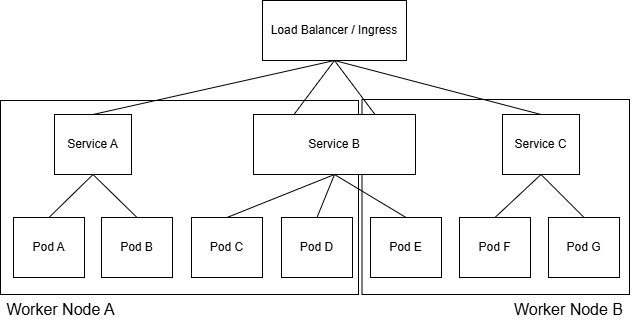 Load Balancer / Ingress
Service A
Service B
Service C
Pod A
Pod B
Pod C
Pod D
Pod E
Pod F
Pod G
Worker Node A
Worker Node B